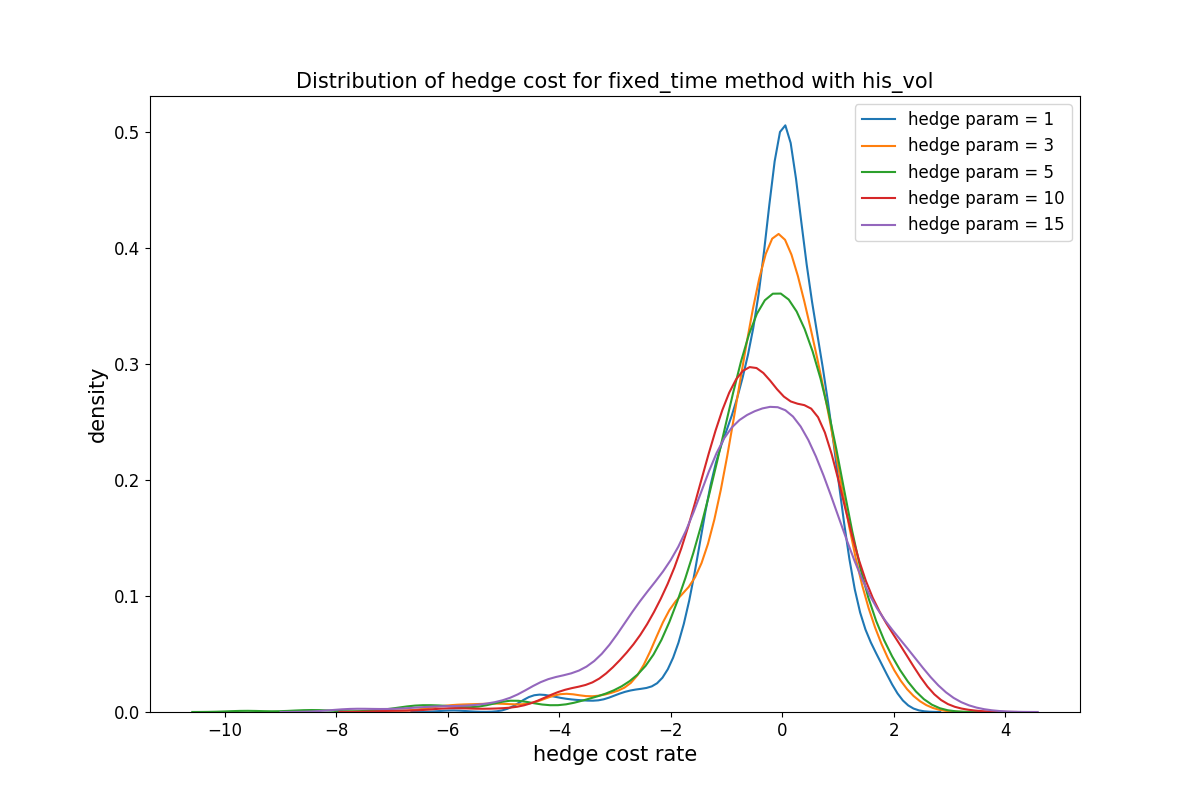 Distribution of hedge cost for fixed_time method with his_vol
hedge param = 1
hedge param = 3
hedge param = 5
hedge param = 10
hedge param = 15
density
0.5
0.4
0.3
0.2
0.1
0.0
−10 −8 −6 −4 −2 0 2 4
hedge cost rate